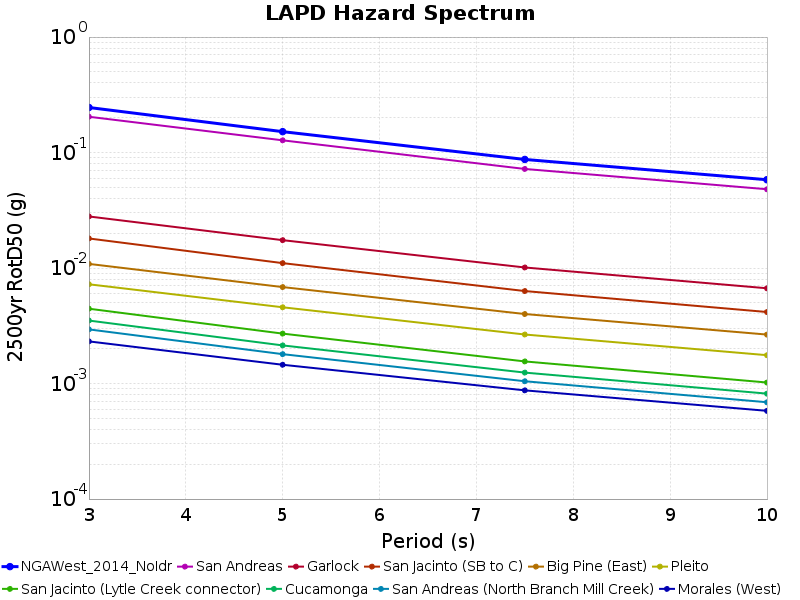 LAPD Hazard Spectrum
10^0
10^-1
10^-2
10^-3
10^-4
2500yr RotD50 (g)
3 4 5 6 7 8 9 10
Period (s)
NGAWest_2014_NoIdr San Andreas Garlock San Jacinto (SB to C) Big Pine (East) Pleito
San Jacinto (Lytle Creek connector) Cucamonga San Andreas (North Branch Mill Creek) Morales (West)